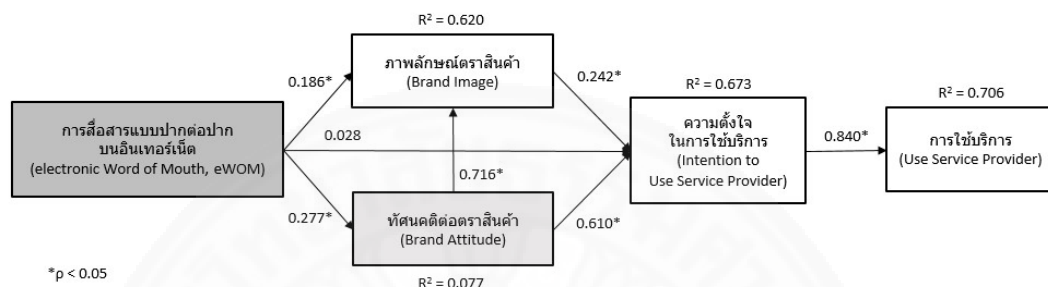 R² = 0.620
ภาพลักษณ์ตราสินค้า
(Brand Image)
0.186*
0.242*
R² = 0.673
R² = 0.706
การสื่อสารแบบปากต่อปาก
บนอินเทอร์เน็ต
(electronic Word of Mouth, eWOM)
0.028
ความตั้งใจ
ในการใช้บริการ
(Intention to
Use Service Provider)
0.840*
การใช้บริการ
(Use Service Provider)
0.716*
0.277*
ทัศนคติต่อตราสินค้า
(Brand Attitude)
0.610*
*ρ < 0.05
R² = 0.077